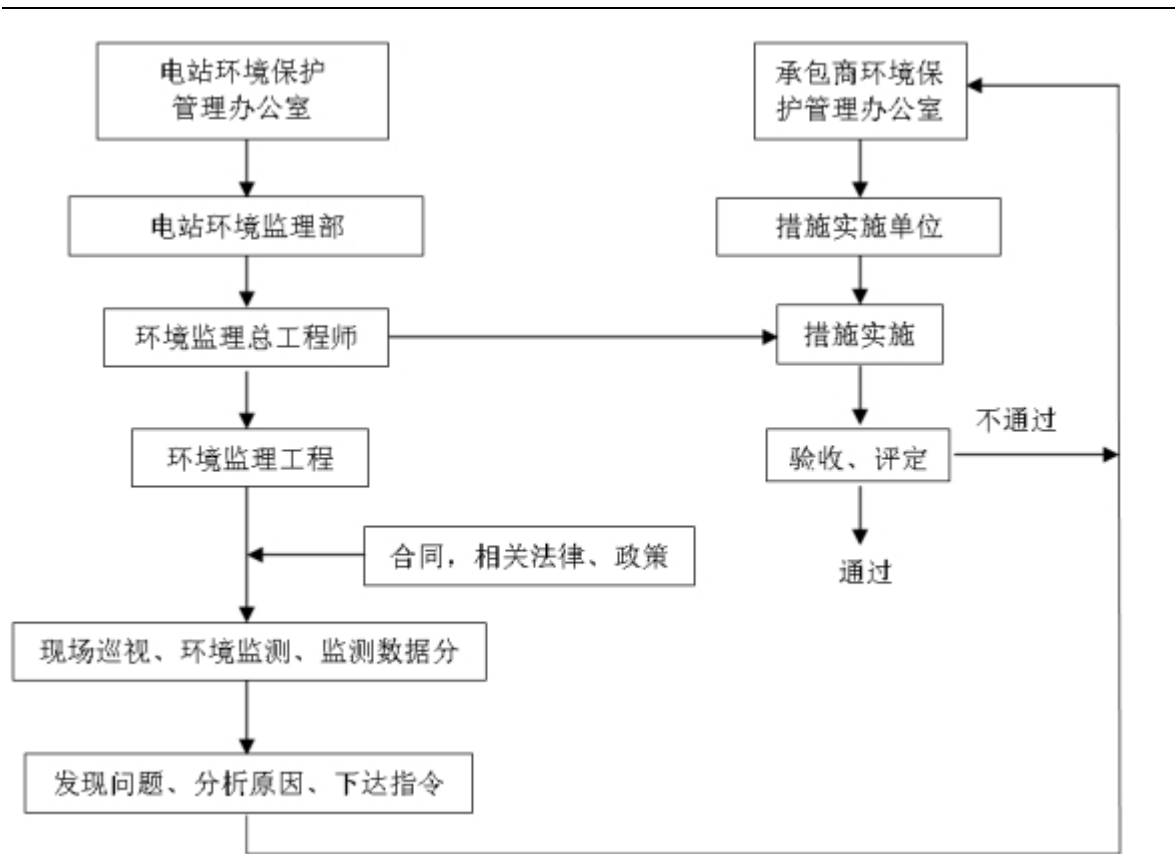 电站环境保护
管理办公室
承包商环境保
护管理办公室
电站环境监理部
措施实施单位
环境监理总工程师
措施实施
环境监理工程
不通过
验收、评定
合同，相关法律、政策
通过
现场巡视、环境监测、监测数据分
发现问题、分析原因、下达指令